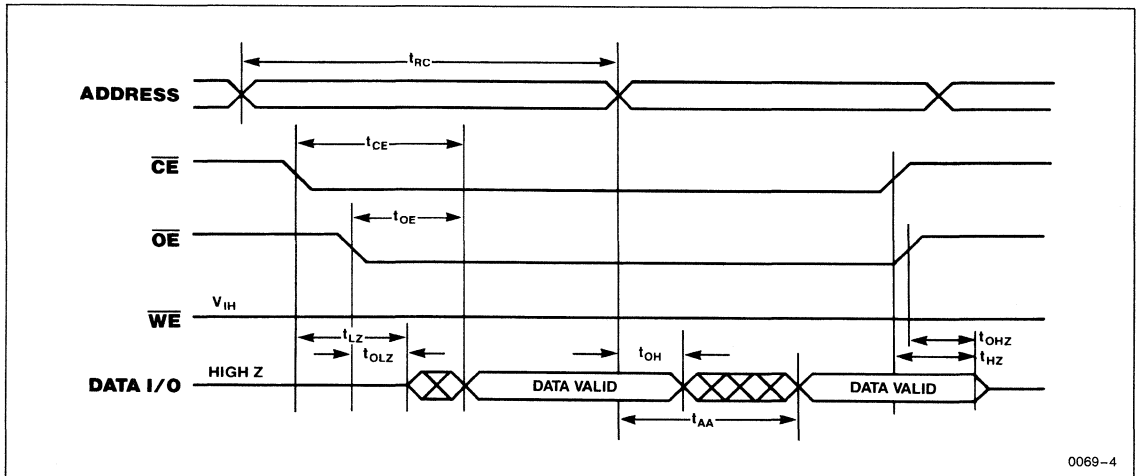 tRC
ADDRESS
tCE
CE
tOE
OE
VIH
WE
tLZ
tOLZ
tOH
tOHZ
tHZ
DATA I/O
HIGH Z
DATA VALID
DATA VALID
tAA
0069-4